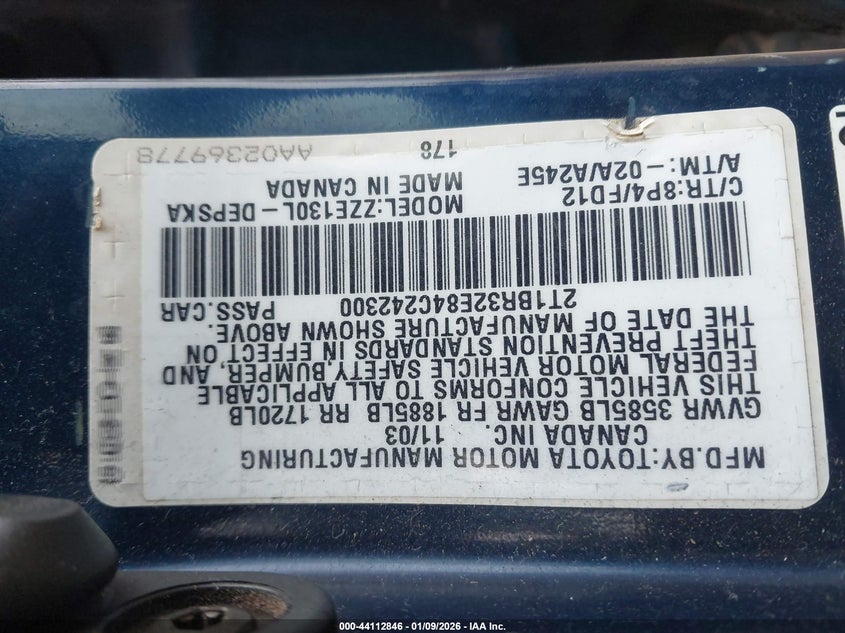 MFD.BY:TOYOTA MOTOR MANUFACTURING
CANADA INC. 11/03
GVWR 3585LB GAWR FR 1885LB RR 1720LB
THIS VEHICLE CONFORMS TO ALL APPLICABLE
FEDERAL MOTOR VEHICLE SAFETY,BUMPER, AND
THEFT PREVENTION STANDARDS IN EFFECT ON
THE DATE OF MANUFACTURE SHOWN ABOVE.
2T1BR32E84C242300 PASS.CAR
C/TR:8P4/FD12 MODEL:ZZE130L-DEPSKA
A/TM:-02A/A245E MADE IN CANADA
178 AA02369778
000-44112846 | 01/09/2026 - IAA Inc.